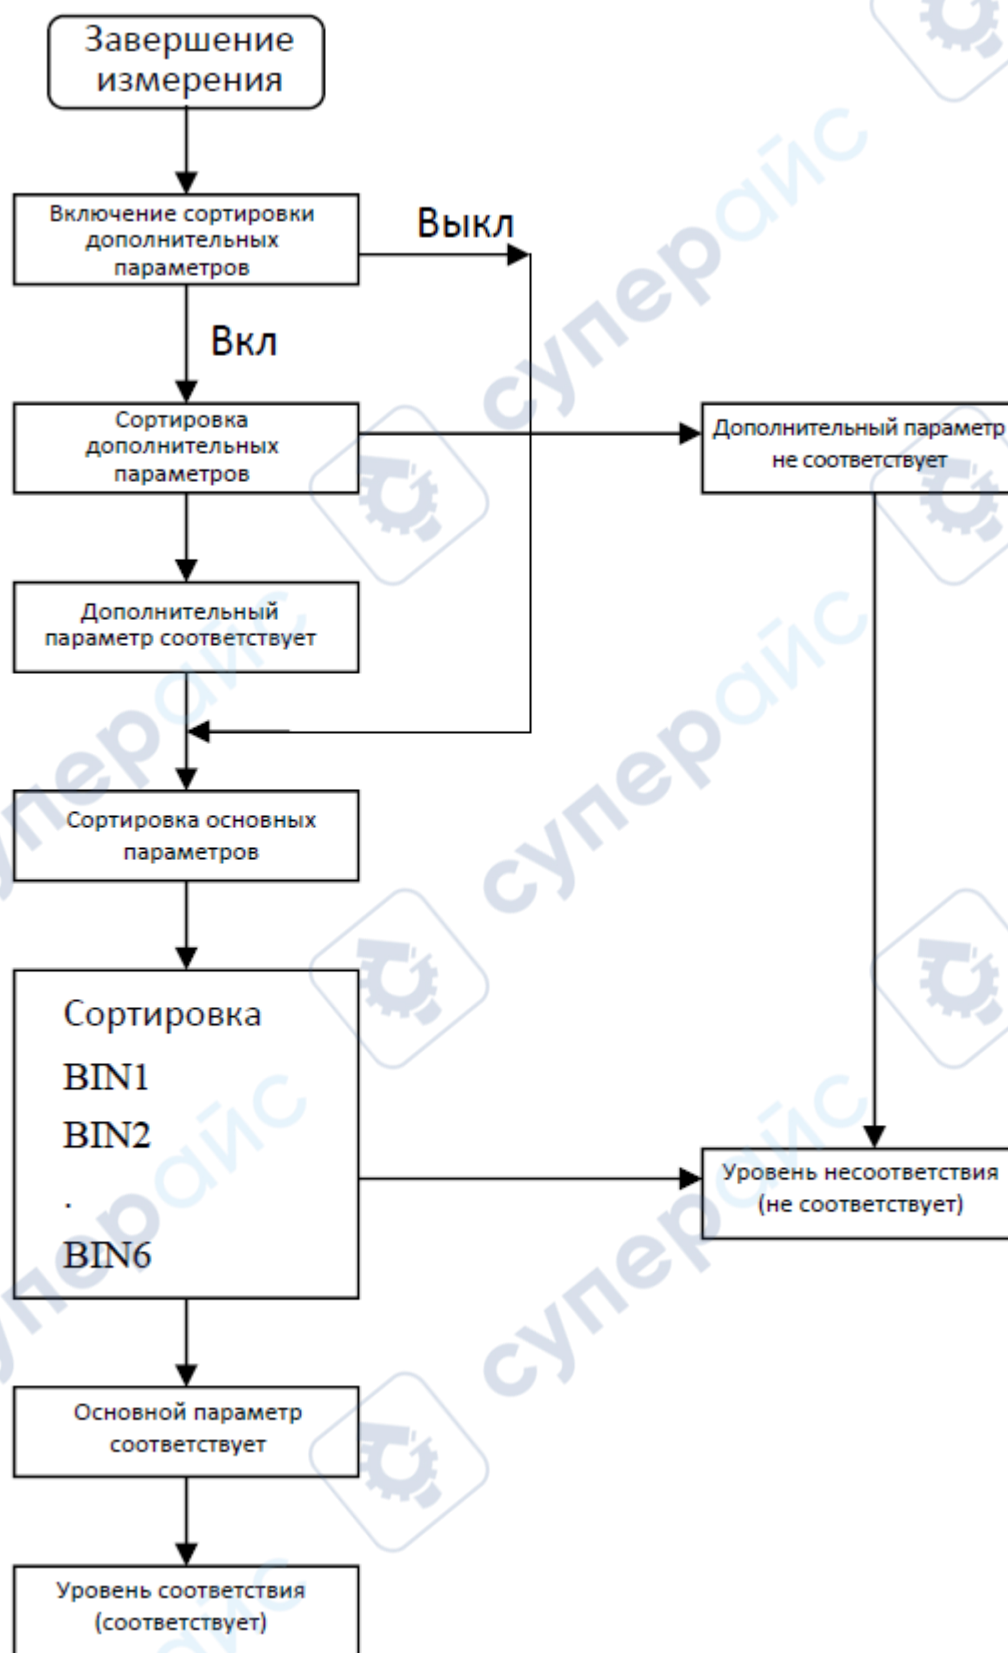 Завершение
измерения
Включение сортировки
дополнительных
параметров
Выкл
Вкл
Сортировка
дополнительных
параметров
Дополнительный параметр
не соответствует
Дополнительный
параметр соответствует
Сортировка основных
параметров
Сортировка
BIN1
BIN2
.
BIN6
Уровень несоответствия
(не соответствует)
Основной параметр
соответствует
Уровень соответствия
(соответствует)
суперайс
суперайс
суперайс
суперайс
суперайс
суперайс